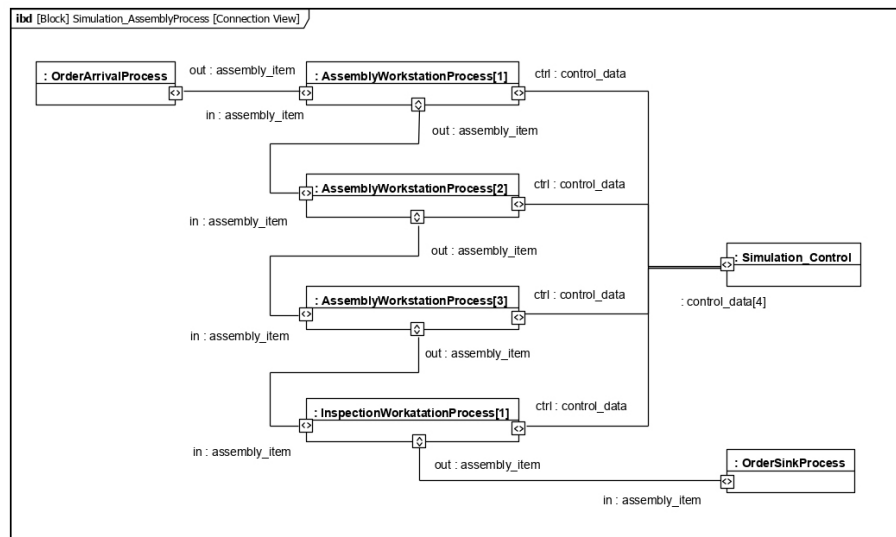 ibd [Block] Simulation_AssemblyProcess [Connection View]
: OrderArrivalProcess
out : assembly_item
: AssemblyWorkstationProcess[1]
ctrl : control_data
in : assembly_item
out : assembly_item
: AssemblyWorkstationProcess[2]
ctrl : control_data
in : assembly_item
out : assembly_item
: Simulation_Control
: AssemblyWorkstationProcess[3]
ctrl : control_data
: control_data[4]
in : assembly_item
out : assembly_item
: InspectionWorkatationProcess[1]
ctrl : control_data
in : assembly_item
out : assembly_item
: OrderSinkProcess
in : assembly_item